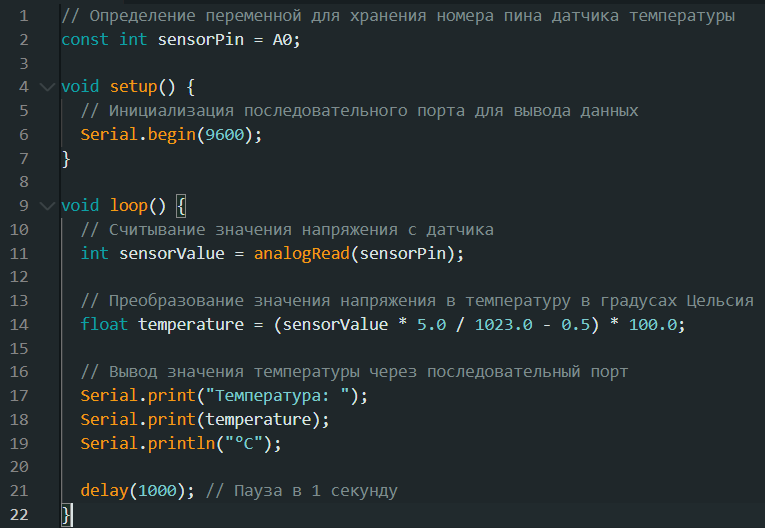 1 // Определение переменной для хранения номера пина датчика температуры
2 const int sensorPin = A0;
3
4 void setup() {
5 // Инициализация последовательного порта для вывода данных
6 Serial.begin(9600);
7 }
8
9 void loop() {
10 // Считывание значения напряжения с датчика
11 int sensorValue = analogRead(sensorPin);
12
13 // Преобразование значения напряжения в температуру в градусах Цельсия
14 float temperature = (sensorValue * 5.0 / 1023.0 - 0.5) * 100.0;
15
16 // Вывод значения температуры через последовательный порт
17 Serial.print("Температура: ");
18 Serial.print(temperature);
19 Serial.println("°C");
20
21 delay(1000); // Пауза в 1 секунду
22 }